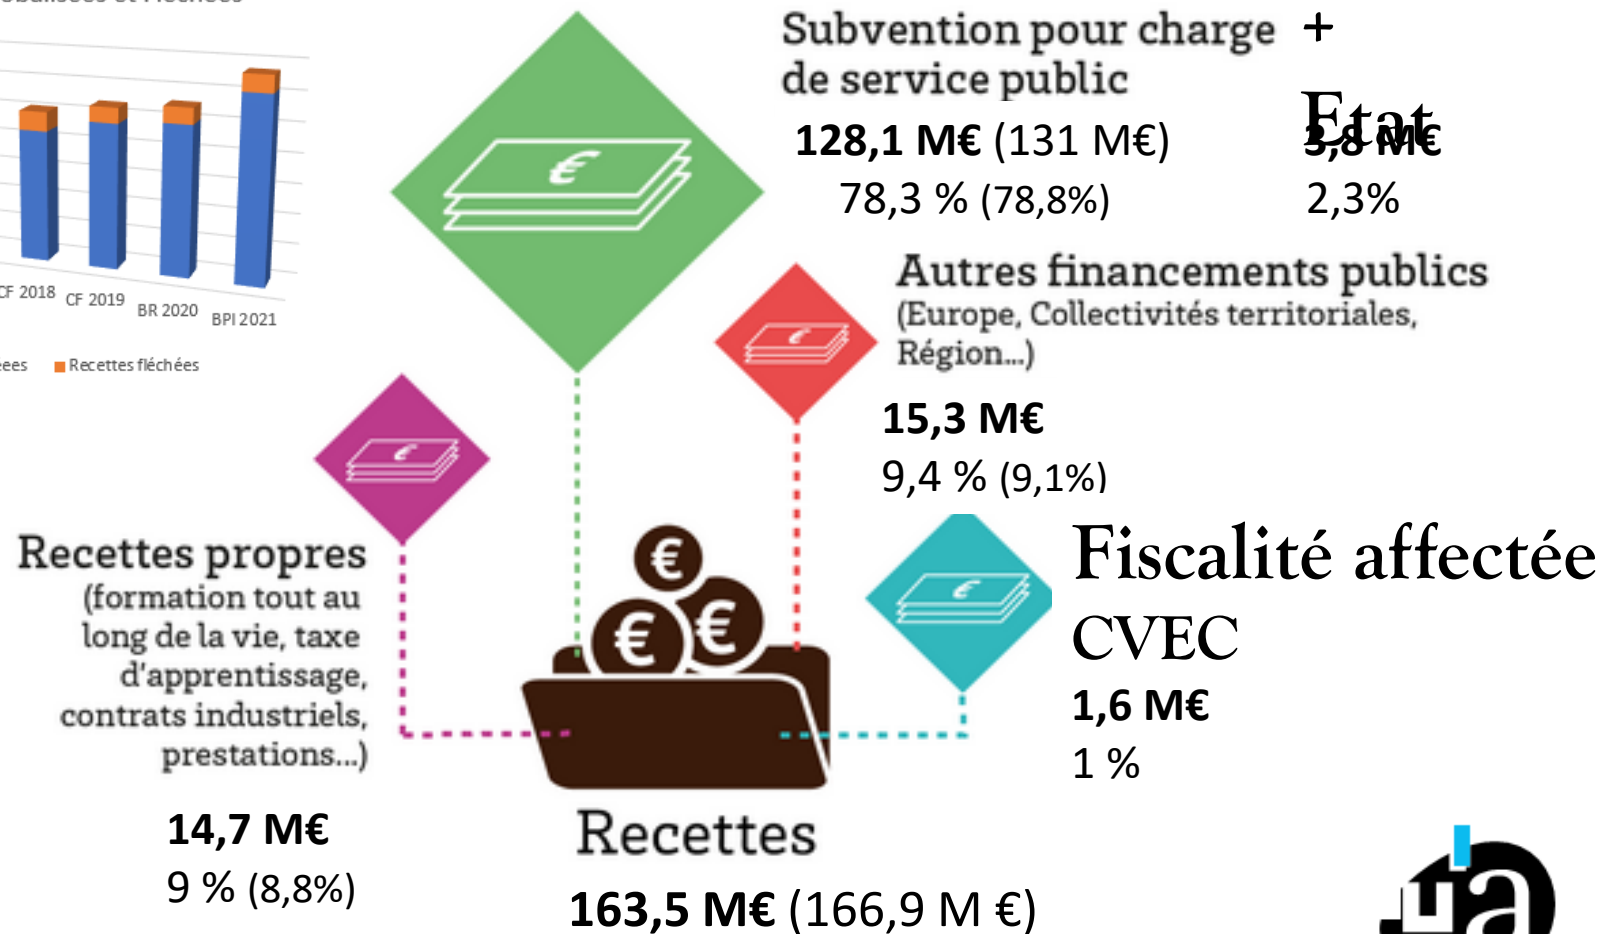 Subvention pour charge
de service public
128,1 M€ (131 M€)
78,3 % (78,8%)
+
Etat
3,8 M€
2,3%
CF 2018
CF 2019
BR 2020
BPI 2021
Recettes fléchées
Autres financements publics
(Europe, Collectivités territoriales,
Région...)
15,3 M€
9,4 % (9,1%)
Recettes propres
(formation tout au
long de la vie, taxe
d'apprentissage,
contrats industriels,
prestations...)
14,7 M€
9 % (8,8%)
€
€
€
Fiscalité affectée
CVEC
1,6 M€
1 %
Recettes
163,5 M€ (166,9 M €)
ua